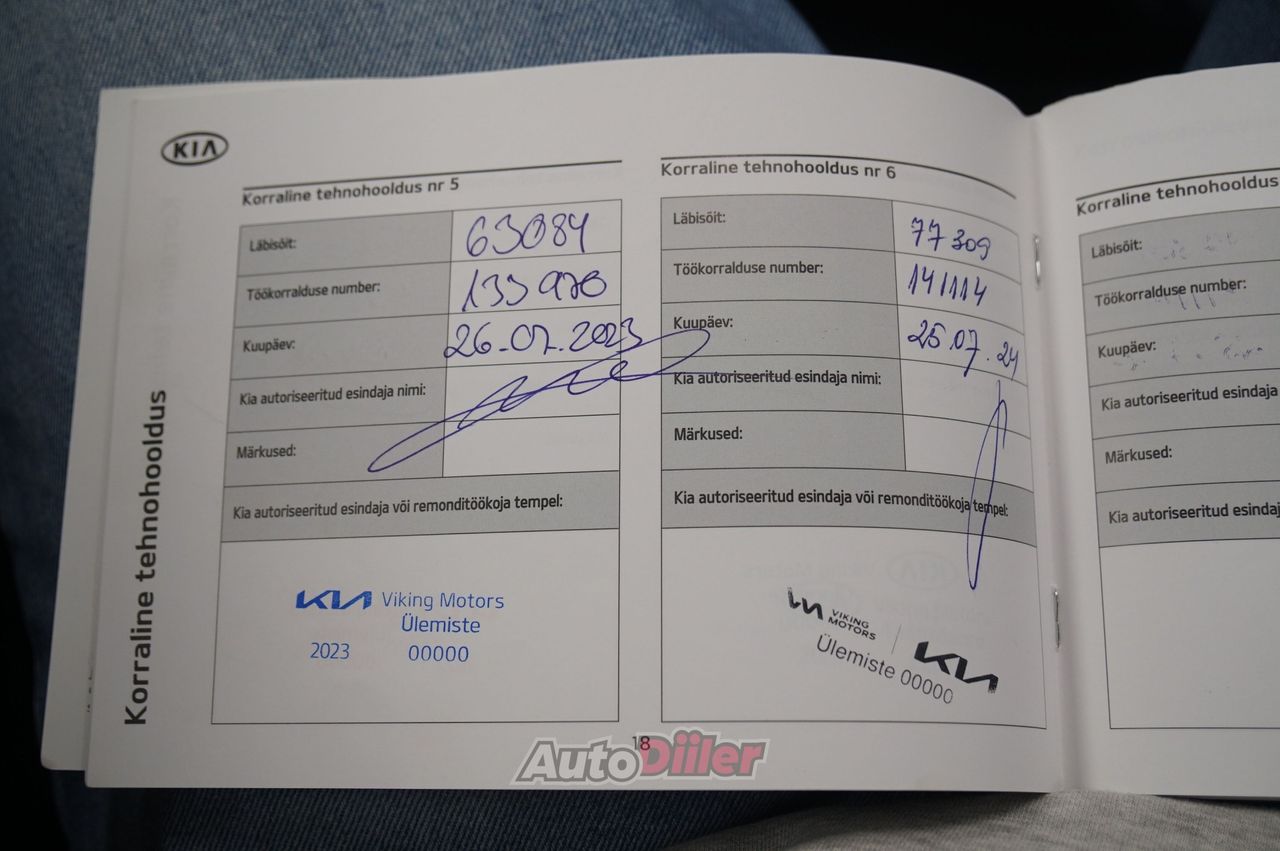 KIA
Korraline tehnohooldus
Korraline tehnohooldus nr 5
Läbisõit: 63084
Töökorralduse number: 133978
Kuupäev: 26.07.2023
Kia autoriseeritud esindaja nimi:
Märkused:
Kia autoriseeritud esindaja või remonditöökoja tempel:
KIA Viking Motors
Ülemiste
2023 00000
Korraline tehnohooldus nr 6
Läbisõit: 77309
Töökorralduse number: 141114
Kuupäev: 25.07.24
Kia autoriseeritud esindaja nimi:
Märkused:
Kia autoriseeritud esindaja või remonditöökoja tempel:
VIKING
MOTORS
KIA
Ülemiste 00000
18
AutoDiiler
Korraline tehnohooldus
Läbisõit:
Töökorralduse number:
Kuupäev:
Kia autoriseeritud esindaja
Märkused:
Kia autoriseeritud esindaj